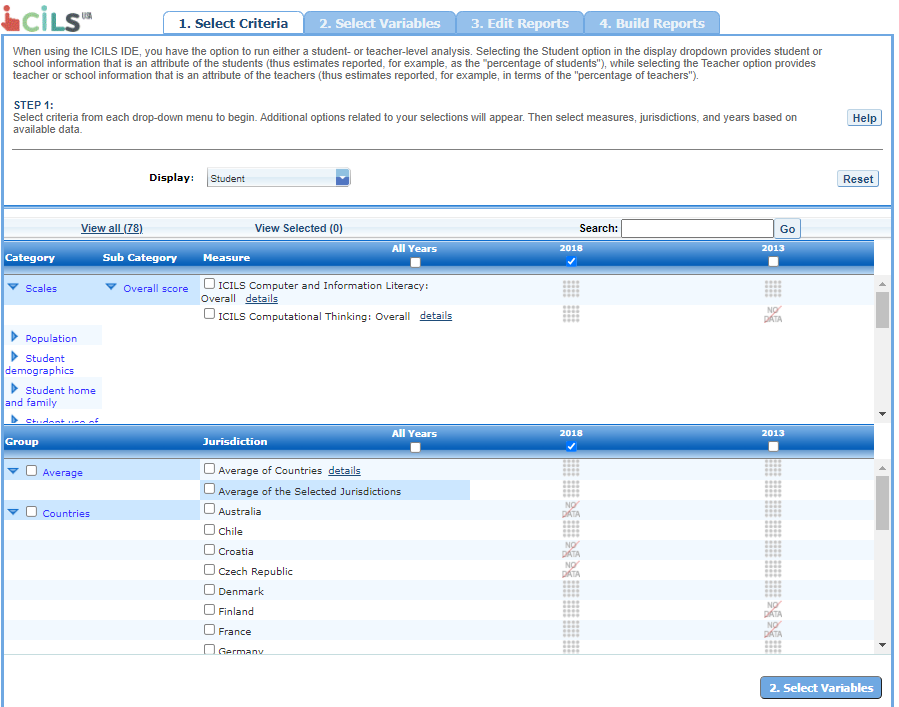 iCILS USA
1. Select Criteria
2. Select Variables
3. Edit Reports
4. Build Reports
When using the ICILS IDE, you have the option to run either a student- or teacher-level analysis. Selecting the Student option in the display dropdown provides student or
school information that is an attribute of the students (thus estimates reported, for example, as the "percentage of students"), while selecting the Teacher option provides
teacher or school information that is an attribute of the teachers (thus estimates reported, for example, in terms of the "percentage of teachers").
STEP 1:
Select criteria from each drop-down menu to begin. Additional options related to your selections will appear. Then select measures, jurisdictions, and years based on
available data.
Help
Display: Student
Reset
View all (78) View Selected (0) Search: Go
All Years 2018 2013
Category Sub Category Measure
Scales Overall score ICILS Computer and Information Literacy:
Overall details
ICILS Computational Thinking: Overall details NO DATA
Population
Student
demographics
Student home
and family
Student use of
All Years 2018 2013
Group Jurisdiction
Average Average of Countries details
Average of the Selected Jurisdictions
Countries Australia NO DATA
Chile
Croatia NO DATA
Czech Republic NO DATA
Denmark
Finland NO DATA
France NO DATA
Germany
2. Select Variables